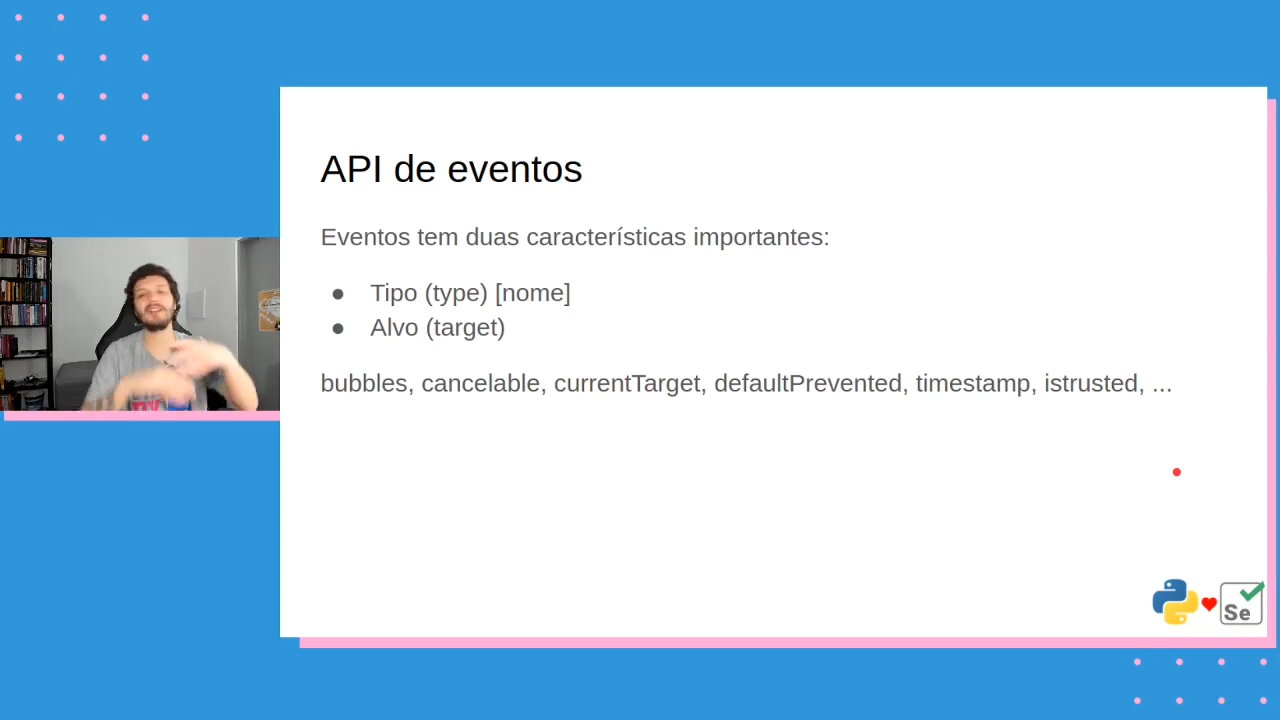 API de eventos
Eventos tem duas características importantes:
● Tipo (type) [nome]
● Alvo (target)
bubbles, cancelable, currentTarget, defaultPrevented, timestamp, istrusted, ...
Se